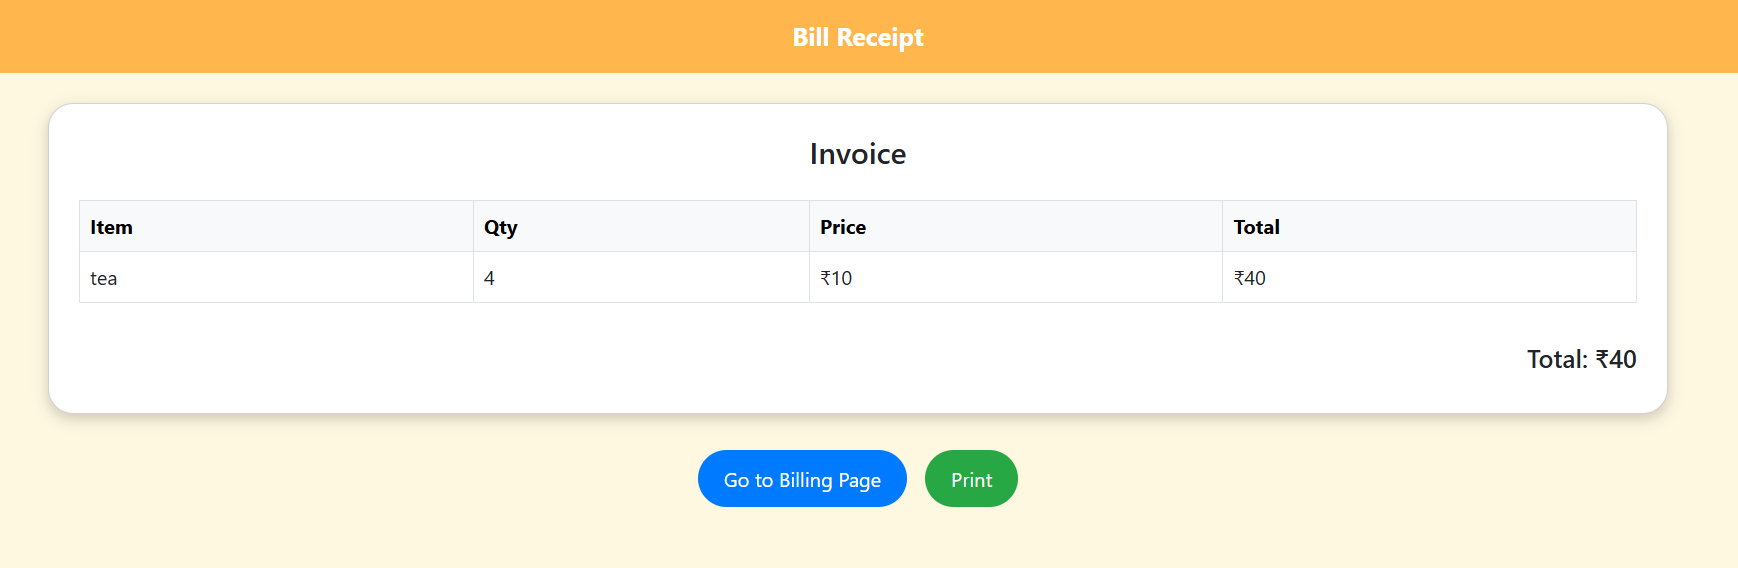 Bill Receipt
Invoice
Item Qty Price Total
tea 4 ₹10 ₹40
Total: ₹40
Go to Billing Page Print